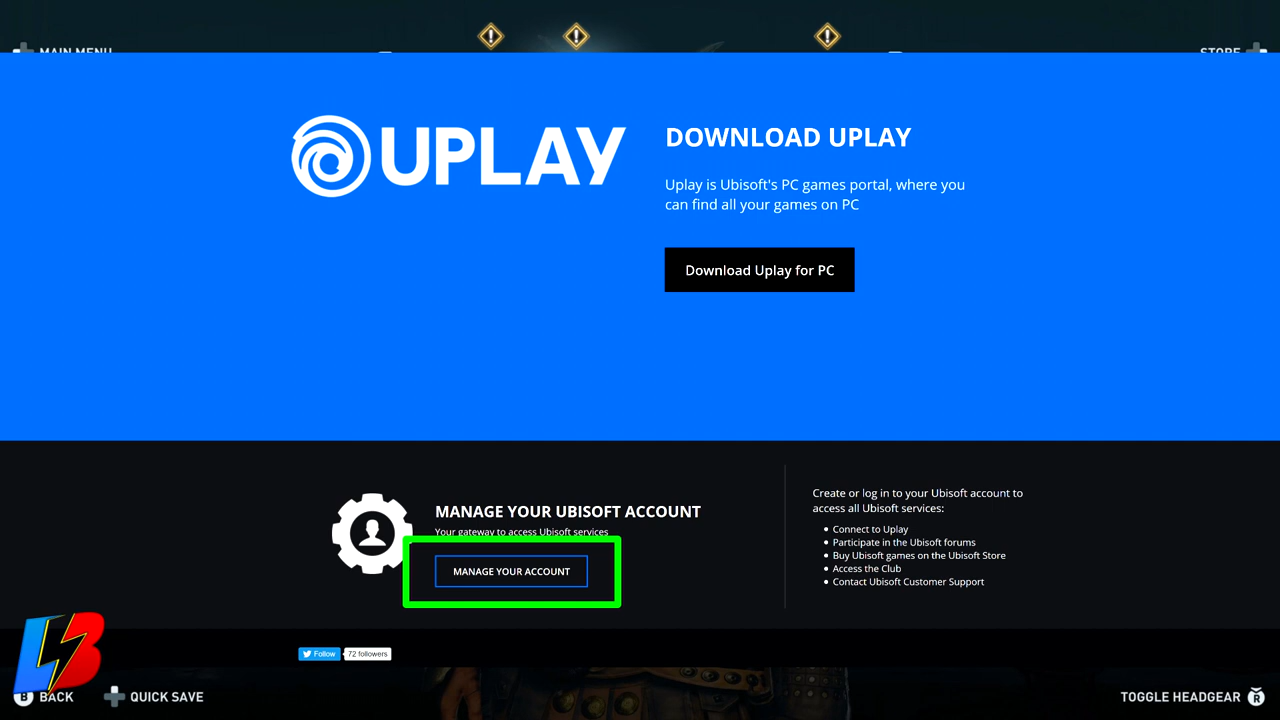 MAIN MENU
STORE
UPLAY
DOWNLOAD UPLAY
Uplay is Ubisoft's PC games portal, where you
can find all your games on PC
Download Uplay for PC
MANAGE YOUR UBISOFT ACCOUNT
Your gateway to access Ubisoft services
MANAGE YOUR ACCOUNT
Create or log in to your Ubisoft account to
access all Ubisoft services:
Connect to Uplay
Participate in the Ubisoft forums
Buy Ubisoft games on the Ubisoft Store
Access the Club
Contact Ubisoft Customer Support
Follow 72 followers
LB
B BACK QUICK SAVE
TOGGLE HEADGEAR R